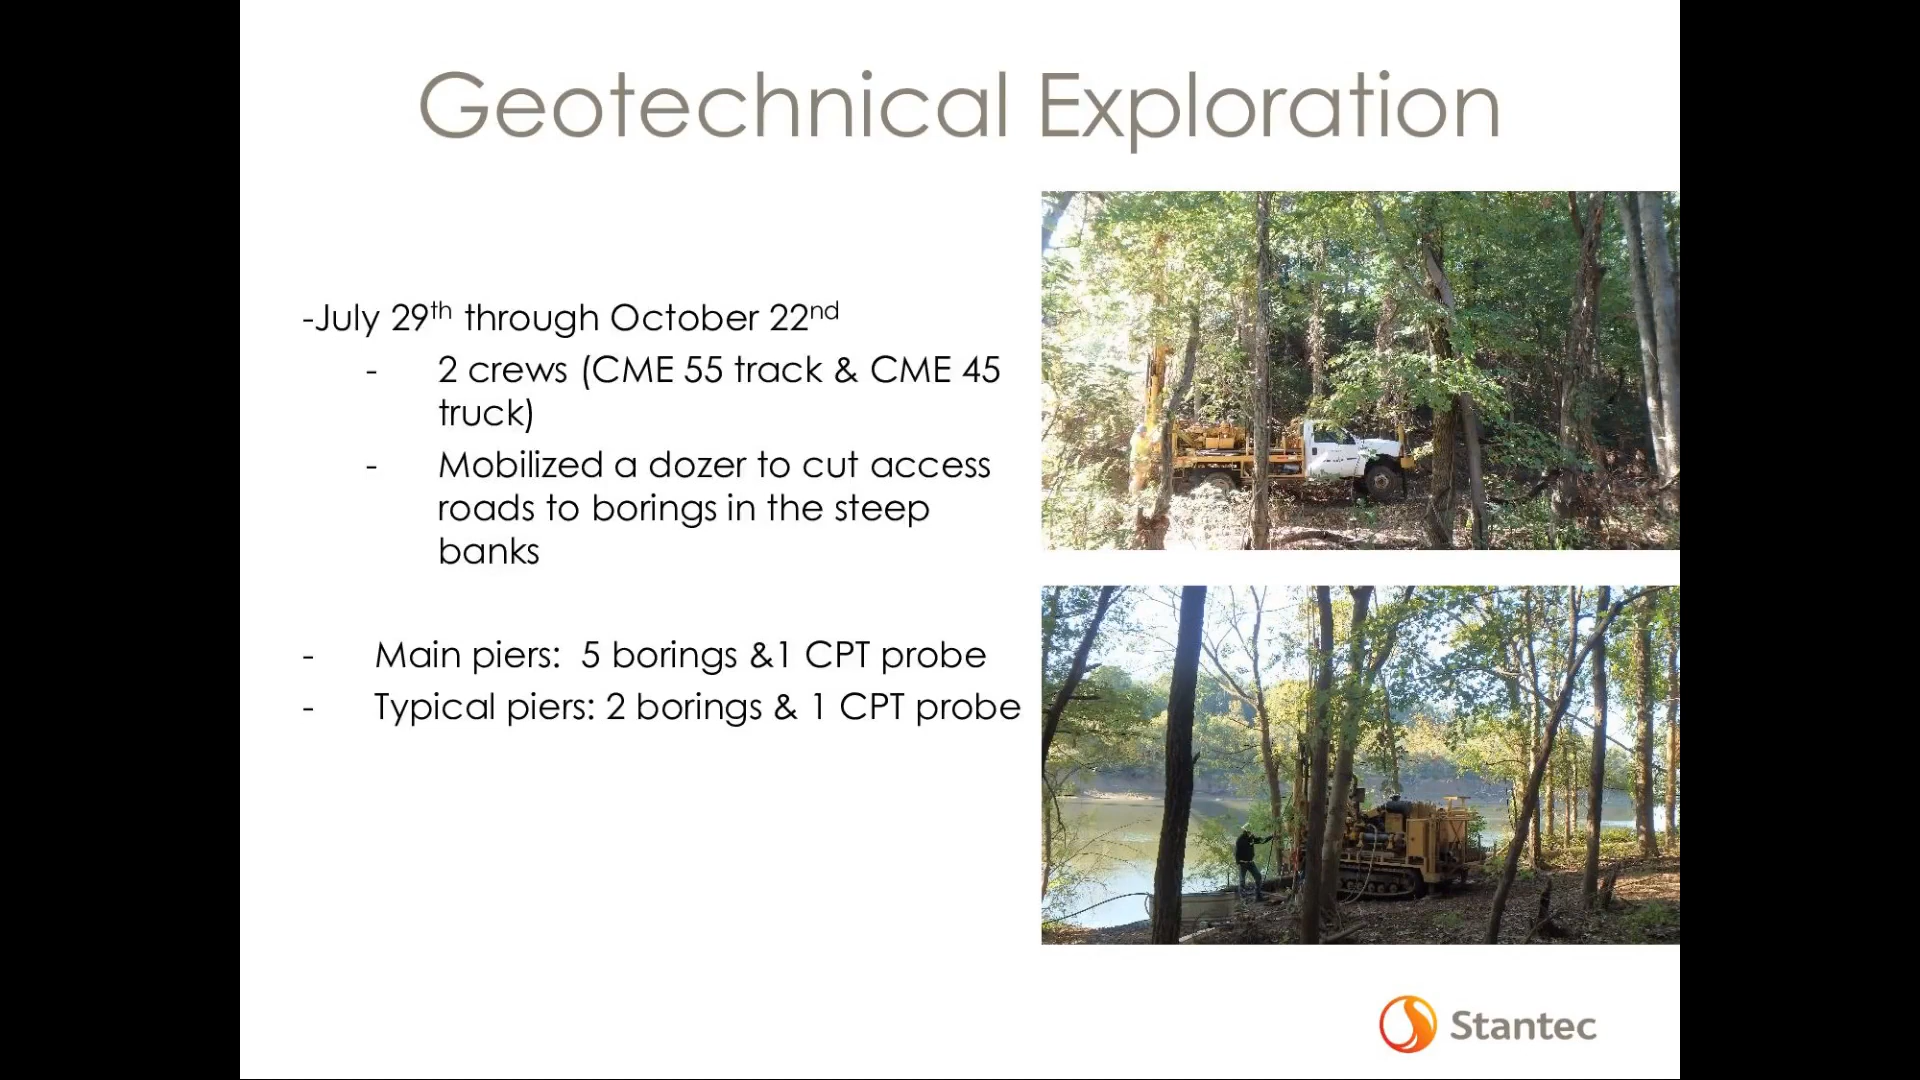 Geotechnical Exploration
-July 29th through October 22nd
- 2 crews (CME 55 track & CME 45
truck)
- Mobilized a dozer to cut access
roads to borings in the steep
banks
- Main piers:  5 borings &1 CPT probe
- Typical piers: 2 borings & 1 CPT probe
Stantec